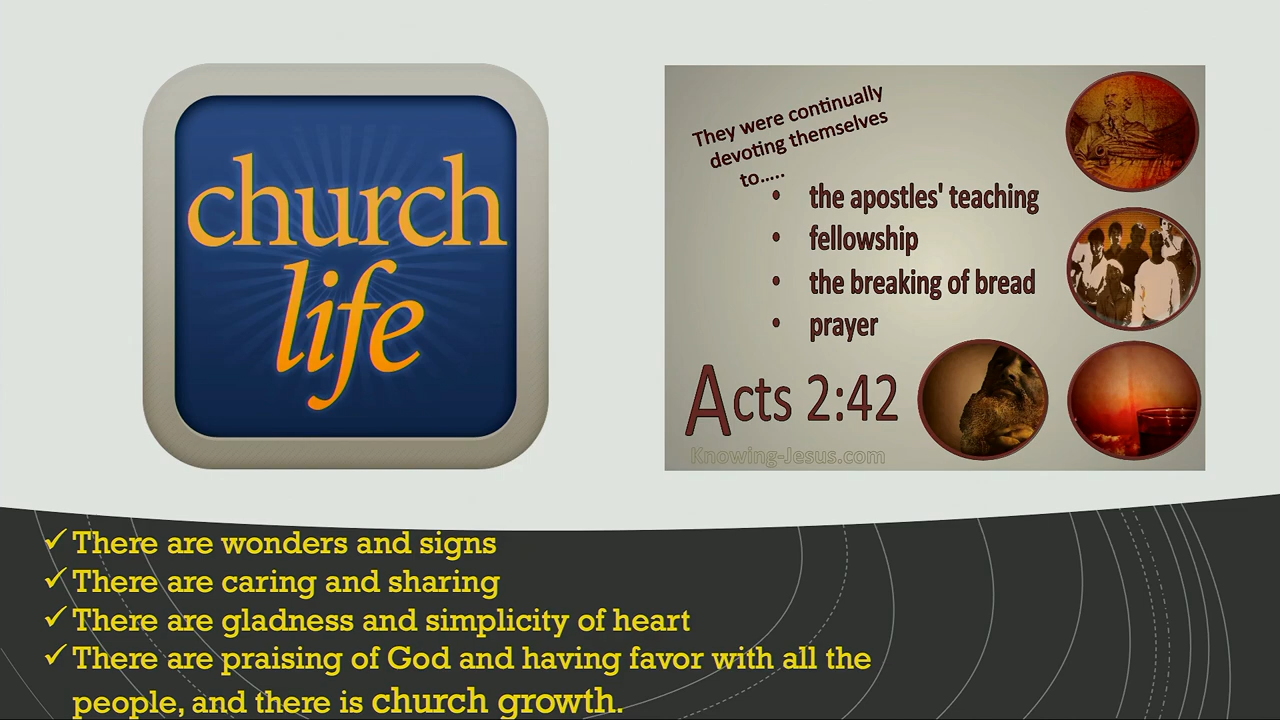 church
life
They were continually
devoting themselves
to.....
• the apostles' teaching
• fellowship
• the breaking of bread
• prayer
Acts 2:42
Knowing-Jesus.com
✓ There are wonders and signs
✓ There are caring and sharing
✓ There are gladness and simplicity of heart
✓ There are praising of God and having favor with all the
people, and there is church growth.